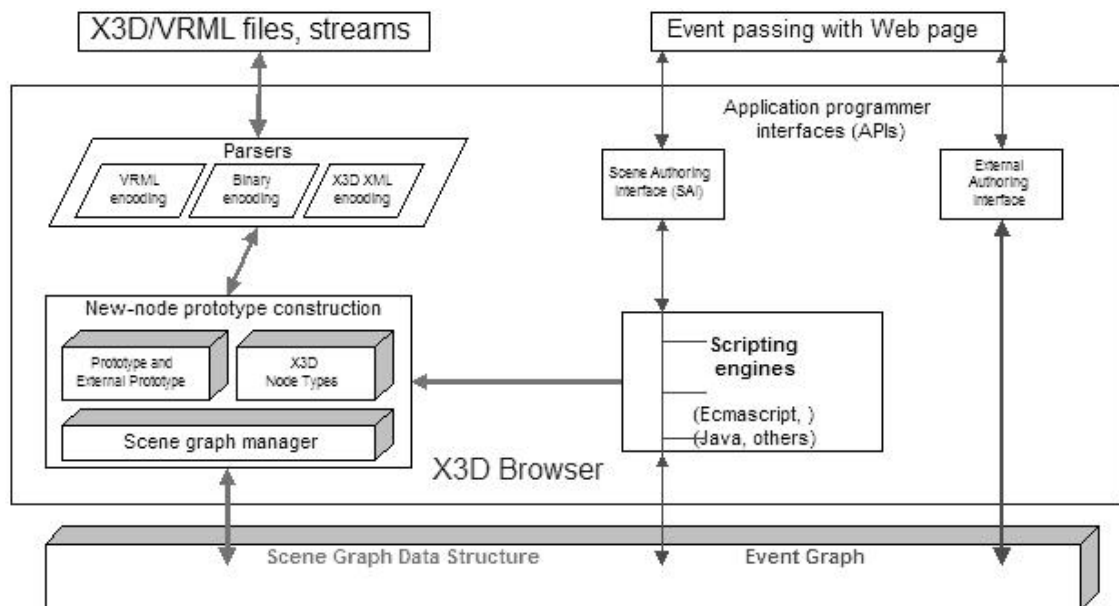 X3D/VRML files, streams
Event passing with Web page
Application programmer
interfaces (APIs)
Parsers
VRML
encoding
Binary
encoding
X3D XML
encoding
Scene Authoring
Interface (SAI)
External
Authoring
Interface
New-node prototype construction
Prototype and
External Prototype
X3D
Node Types
Scene graph manager
Scripting
engines
(Ecmascript, )
(Java, others)
X3D Browser
Scene Graph Data Structure
Event Graph